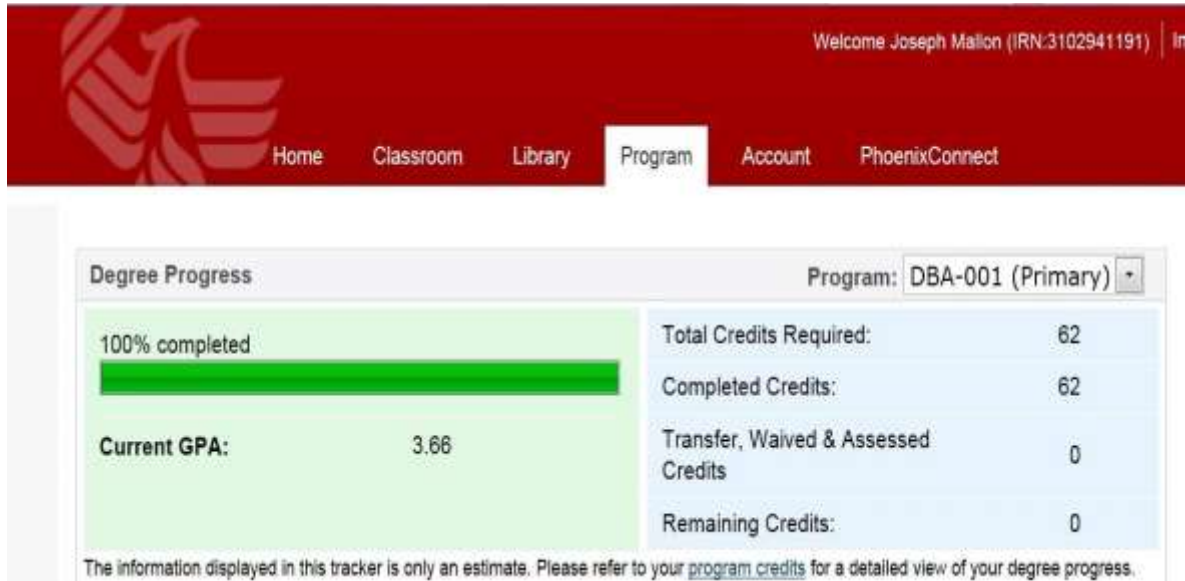 Welcome Joseph Mallon (IRN:3102941191) | In
Home Classroom Library Program Account PhoenixConnect
Degree Progress Program: DBA-001 (Primary)
100% completed
Total Credits Required: 62
Completed Credits: 62
Current GPA: 3.66
Transfer, Waived & Assessed
Credits 0
Remaining Credits: 0
The information displayed in this tracker is only an estimate. Please refer to your program credits for a detailed view of your degree progress.